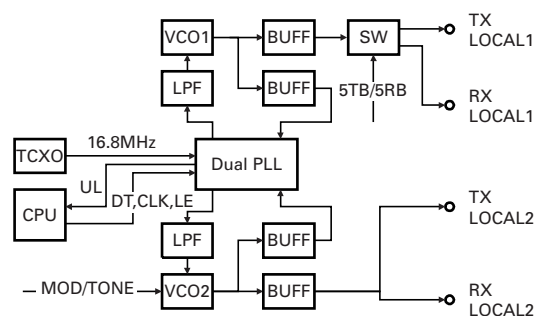 VCO1
BUFF
SW
TX
LOCAL1
LPF
BUFF
5TB/5RB
RX
LOCAL1
TCXO
16.8MHz
Dual PLL
UL
CPU
DT,CLK,LE
TX
LOCAL2
LPF
BUFF
MOD/TONE
VCO2
BUFF
RX
LOCAL2